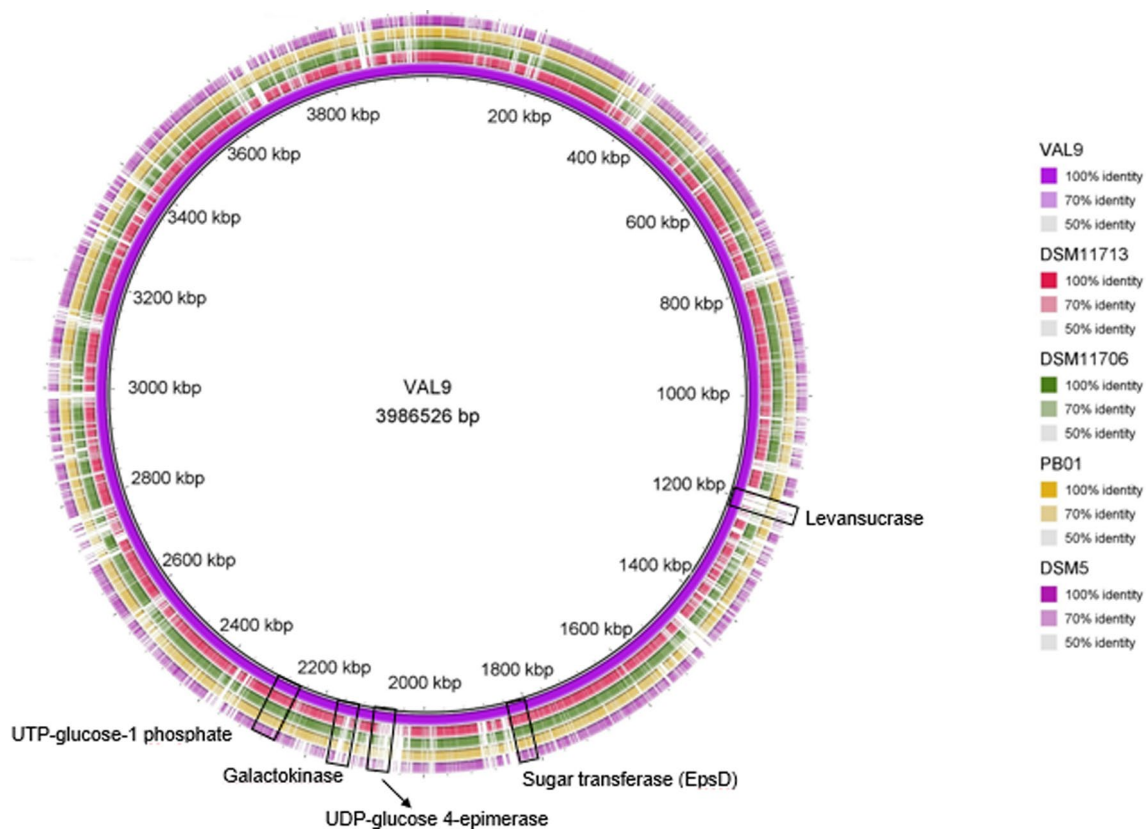 3800 kbp
200 kbp
3600 kbp
400 kbp
3400 kbp
600 kbp
3200 kbp
800 kbp
3000 kbp
1000 kbp
VAL9
3986526 bp
2800 kbp
1200 kbp
Levansucrase
2600 kbp
1400 kbp
2400 kbp
1600 kbp
2200 kbp
2000 kbp
1800 kbp
UTP-glucose-1 phosphate
Galactokinase
Sugar transferase (EpsD)
UDP-glucose 4-epimerase
VAL9
100% identity
70% identity
50% identity
DSM11713
100% identity
70% identity
50% identity
DSM11706
100% identity
70% identity
50% identity
PB01
100% identity
70% identity
50% identity
DSM5
100% identity
70% identity
50% identity